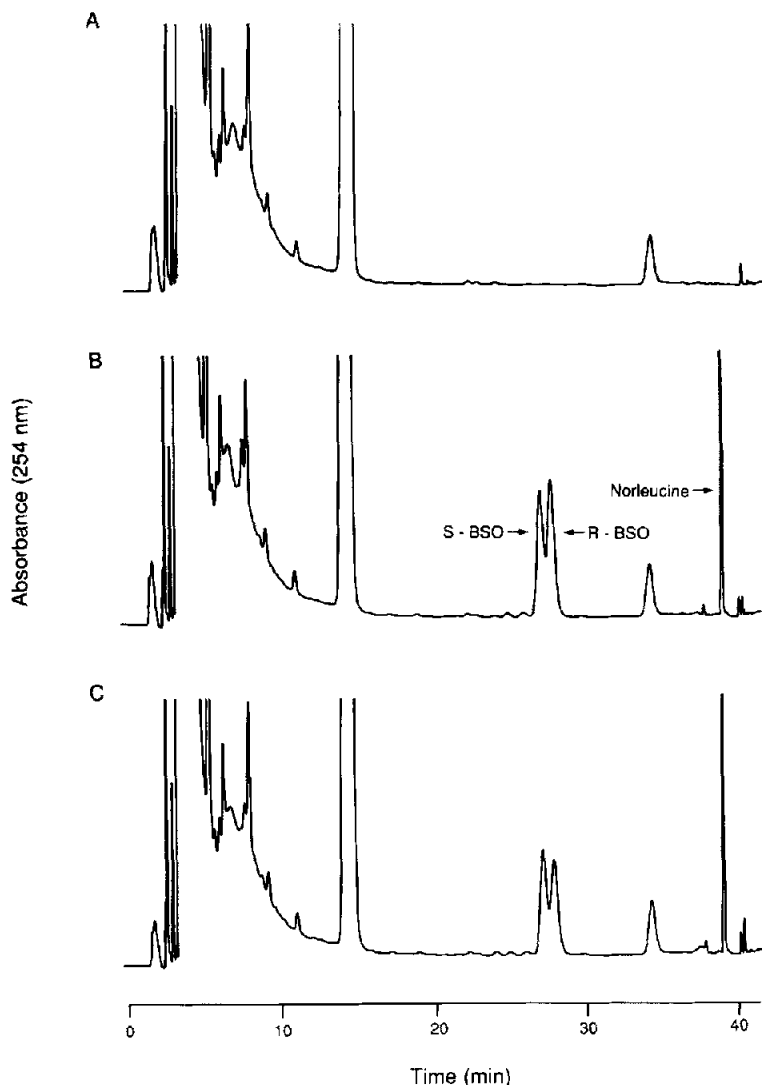 A
B
Absorbance (254 nm)
Norleucine
S - BSO
R - BSO
C
0 10 20 30 40
Time (min)